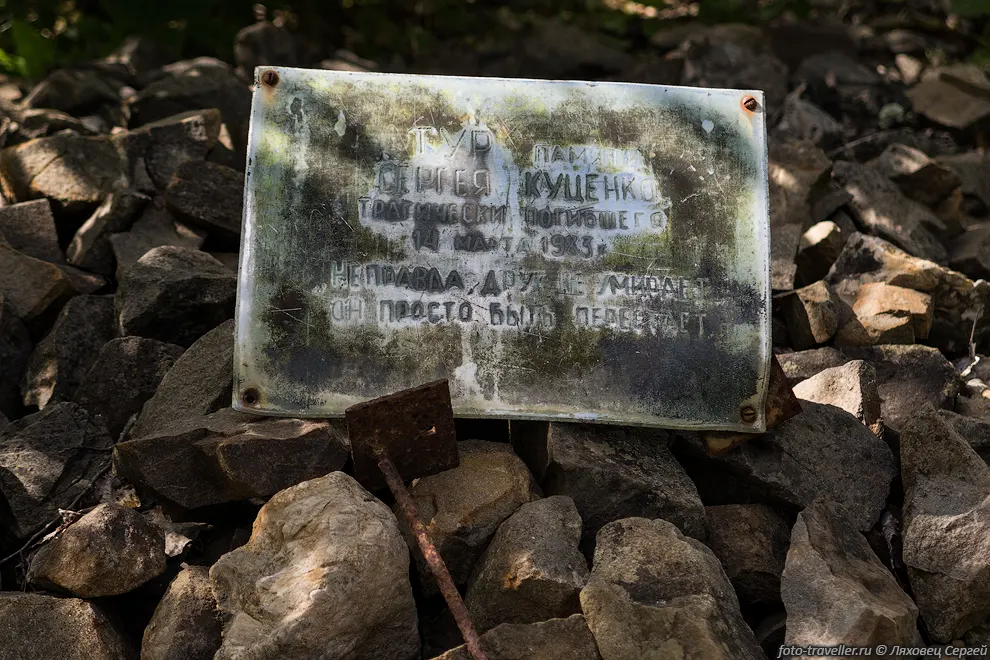 ТУР
ПАМЯТИ
СЕРГЕЯ КУЦЕНКО
ТРАГИЧЕСКИ ПОГИБШЕГО
14 МАРТА 1983 г.
НЕПРАВДА, ДРУГ НЕ УМИРАЕТ
ОН ПРОСТО БЫТЬ ПЕРЕСТАЕТ
foto-traveller.ru © Ляховец Сергей